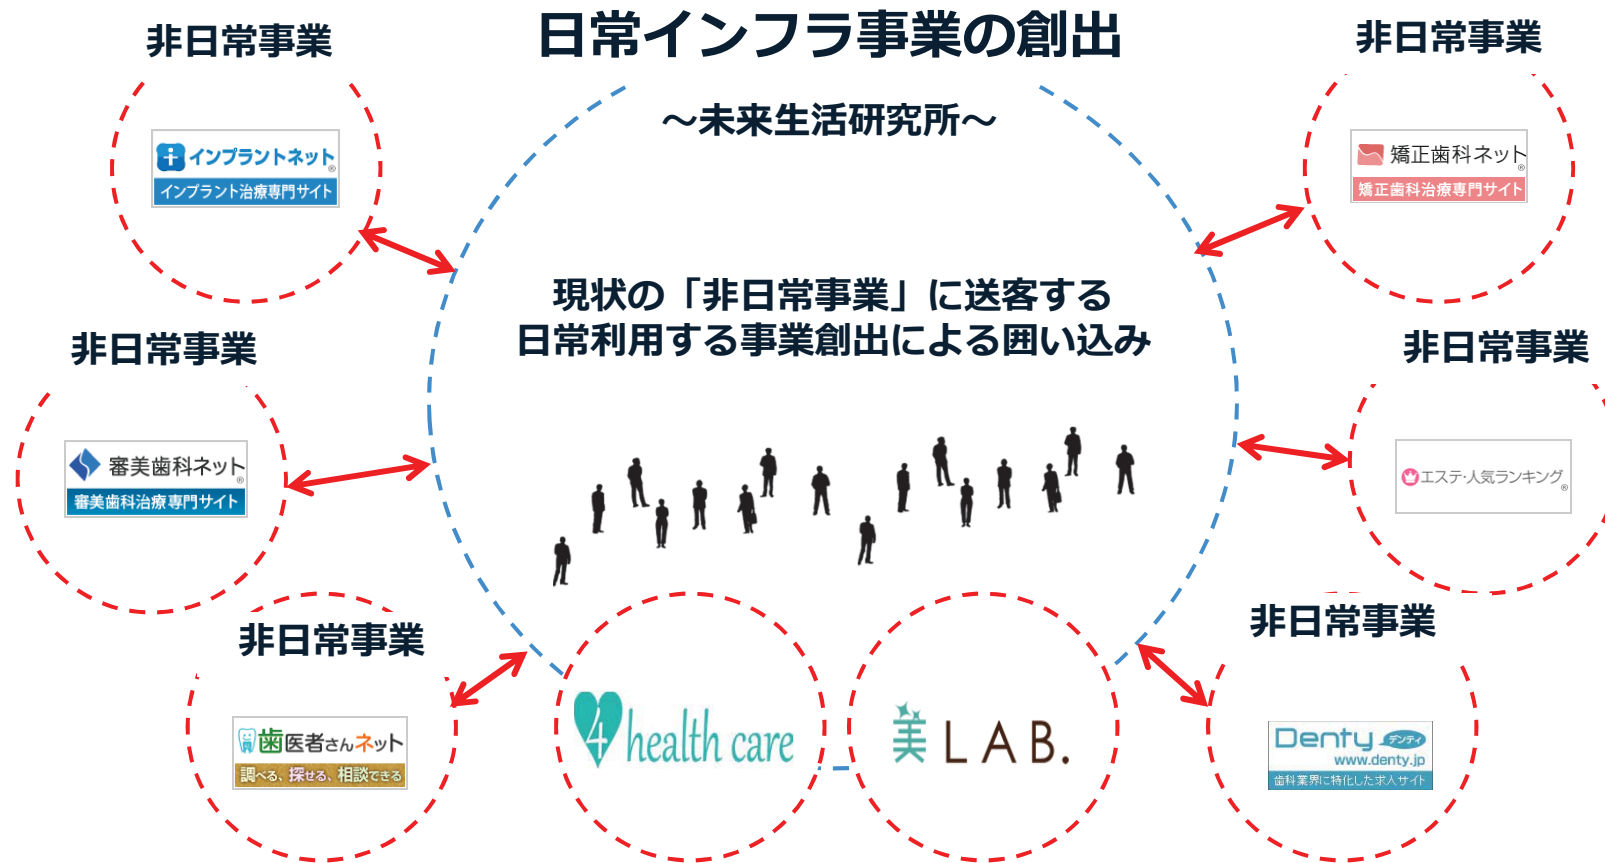 日常インフラ事業の創出
～未来生活研究所～
非日常事業
インプラントネット®
インプラント治療専門サイト
非日常事業
矯正歯科ネット®
矯正歯科治療専門サイト
現状の「非日常事業」に送客する
日常利用する事業創出による囲い込み
非日常事業
審美歯科ネット®
審美歯科治療専門サイト
非日常事業
エステ・人気ランキング®
非日常事業
歯医者さんネット
調べる、探せる、相談できる
4 health care
美 LAB.
非日常事業
Denty デンティ
www.denty.jp
歯科業界に特化した求人サイト